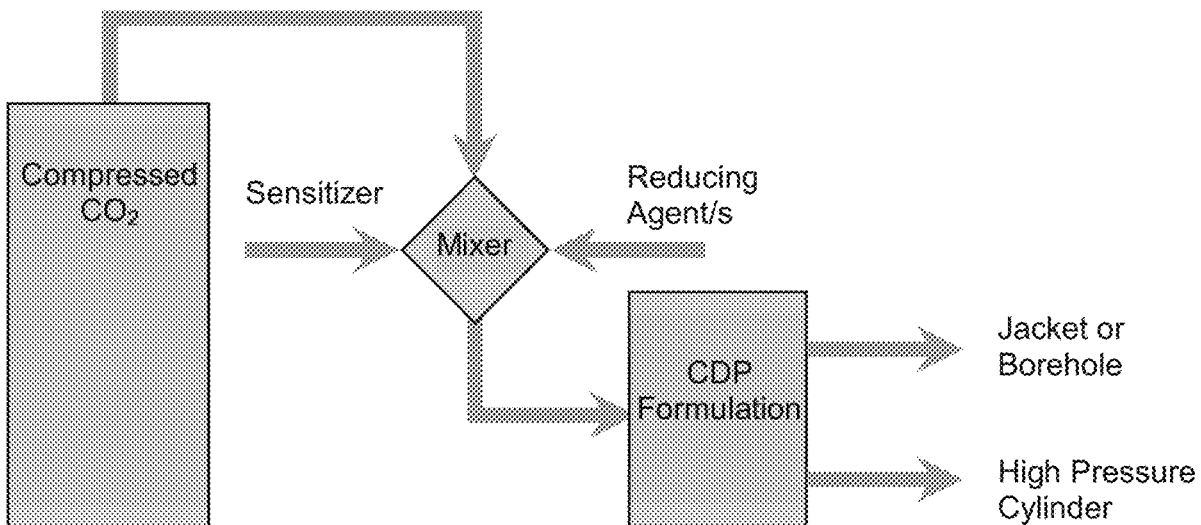 Compressed
CO₂
Sensitizer
Mixer
Reducing
Agent/s
CDP
Formulation
Jacket or
Borehole
High Pressure
Cylinder